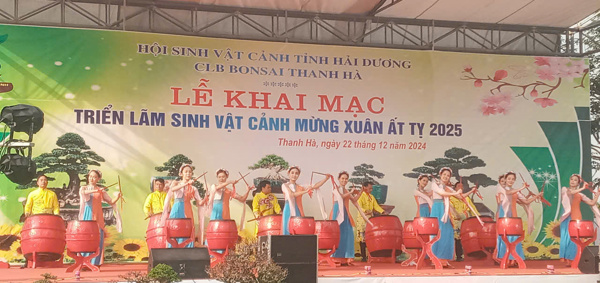 HỘI SINH VẬT CẢNH TỈNH HẢI DƯƠNG
CLB BONSAI THANH HÀ
*****
LỄ KHAI MẠC
TRIỂN LÃM SINH VẬT CẢNH MỪNG XUÂN ẤT TỴ 2025
Thanh Hà, ngày 22 tháng 12 năm 2024